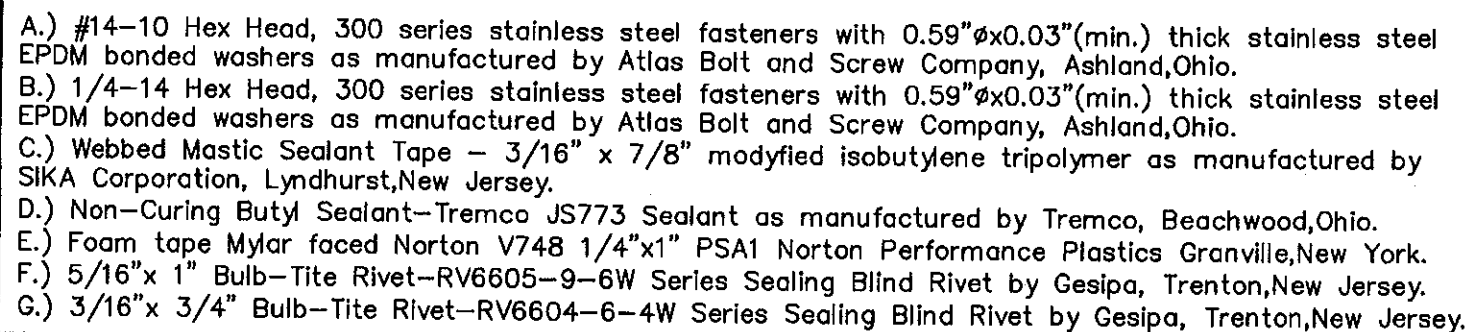 A.) #14-10 Hex Head, 300 series stainless steel fasteners with 0.59"øx0.03"(min.) thick stainless steel
EPDM bonded washers as manufactured by Atlas Bolt and Screw Company, Ashland,Ohio.
B.) 1/4-14 Hex Head, 300 series stainless steel fasteners with 0.59"øx0.03"(min.) thick stainless steel
EPDM bonded washers as manufactured by Atlas Bolt and Screw Company, Ashland,Ohio.
C.) Webbed Mastic Sealant Tape - 3/16" x 7/8" modyfied isobutylene tripolymer as manufactured by
SIKA Corporation, Lyndhurst,New Jersey.
D.) Non-Curing Butyl Sealant-Tremco JS773 Sealant as manufactured by Tremco, Beachwood,Ohio.
E.) Foam tape Mylar faced Norton V748 1/4"x1" PSA1 Norton Performance Plastics Granville,New York.
F.) 5/16"x 1" Bulb-Tite Rivet-RV6605-9-6W Series Sealing Blind Rivet by Gesipa, Trenton,New Jersey.
G.) 3/16"x 3/4" Bulb-Tite Rivet-RV6604-6-4W Series Sealing Blind Rivet by Gesipa, Trenton,New Jersey.